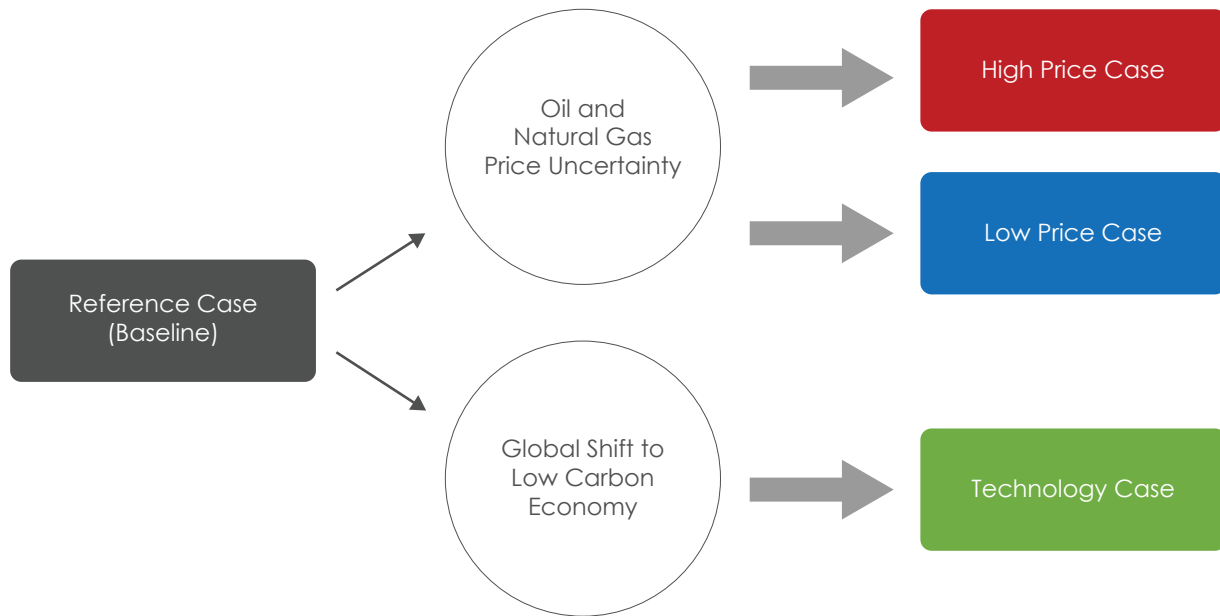 Reference Case
(Baseline)
Oil and
Natural Gas
Price Uncertainty
Global Shift to
Low Carbon
Economy
High Price Case
Low Price Case
Technology Case